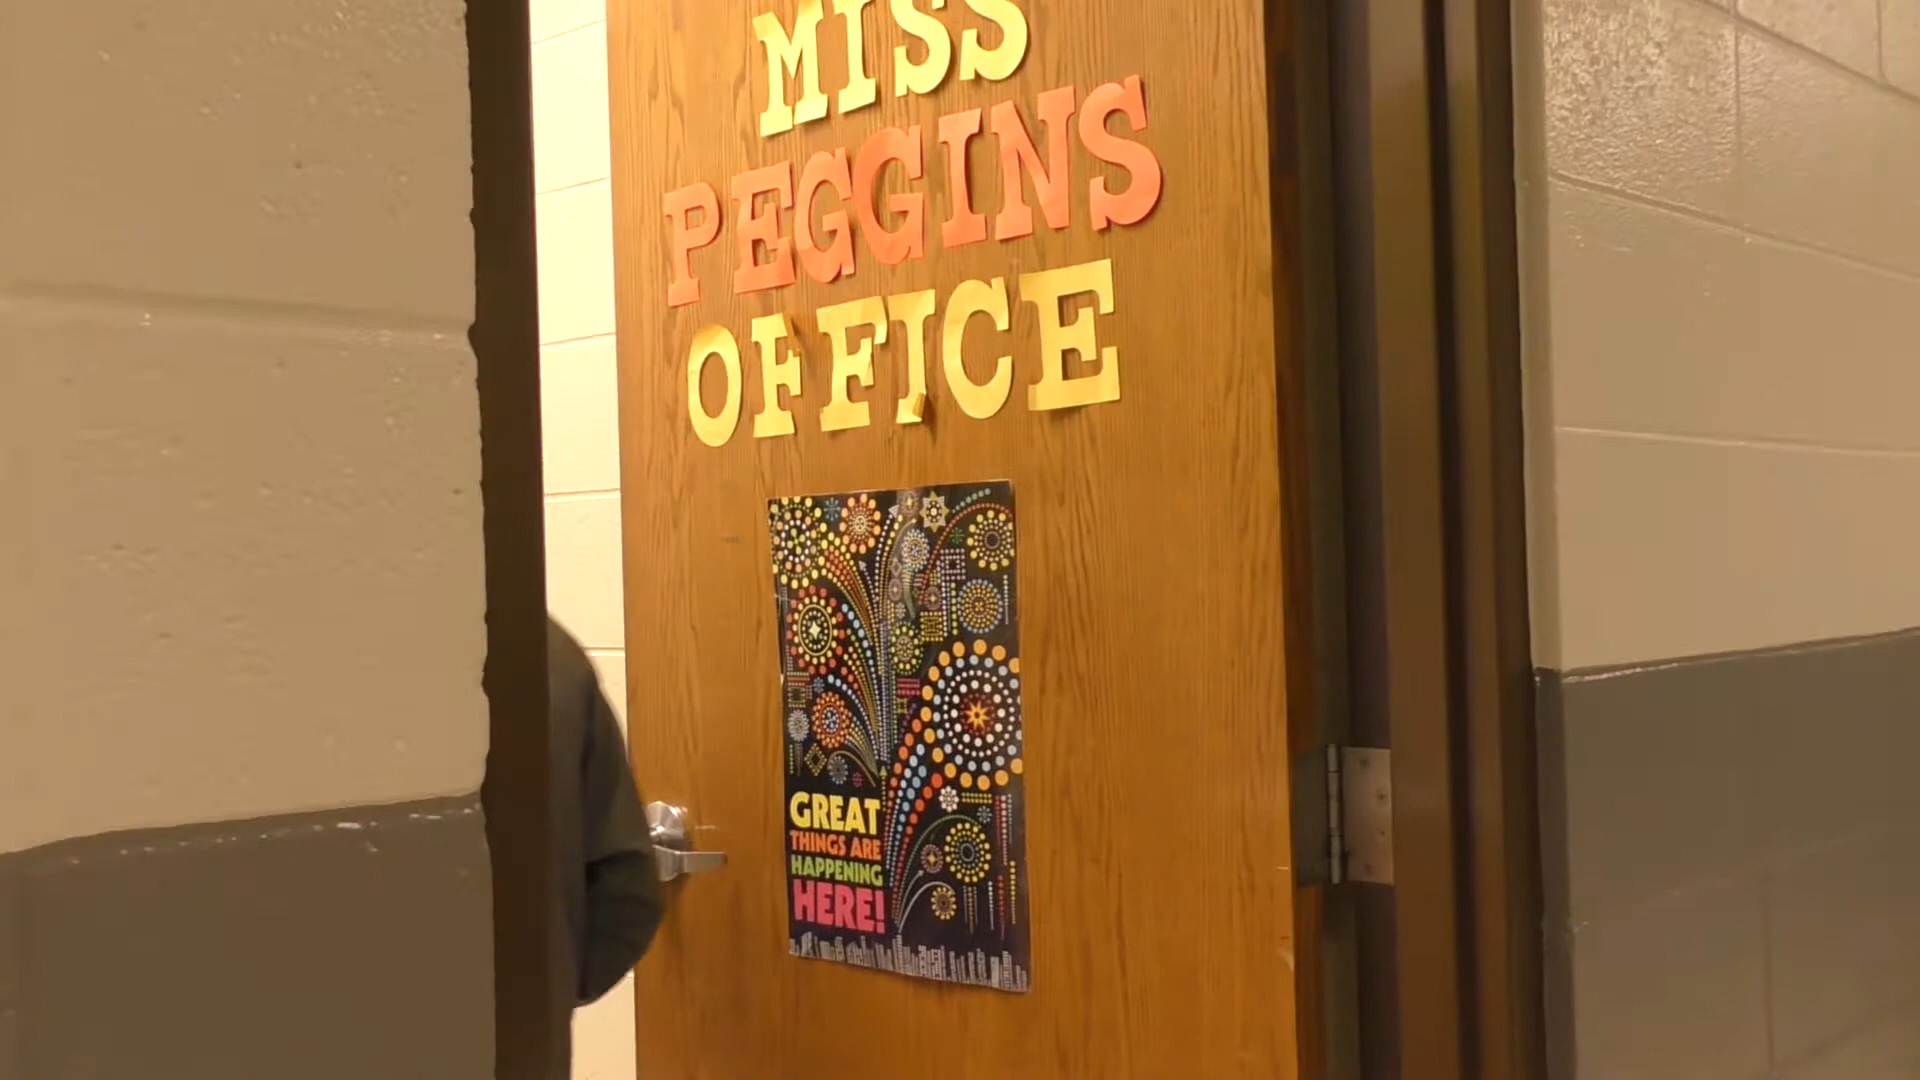 MISS
PEGGINS
OFFICE
GREAT
THINGS ARE
HAPPENING
HERE!